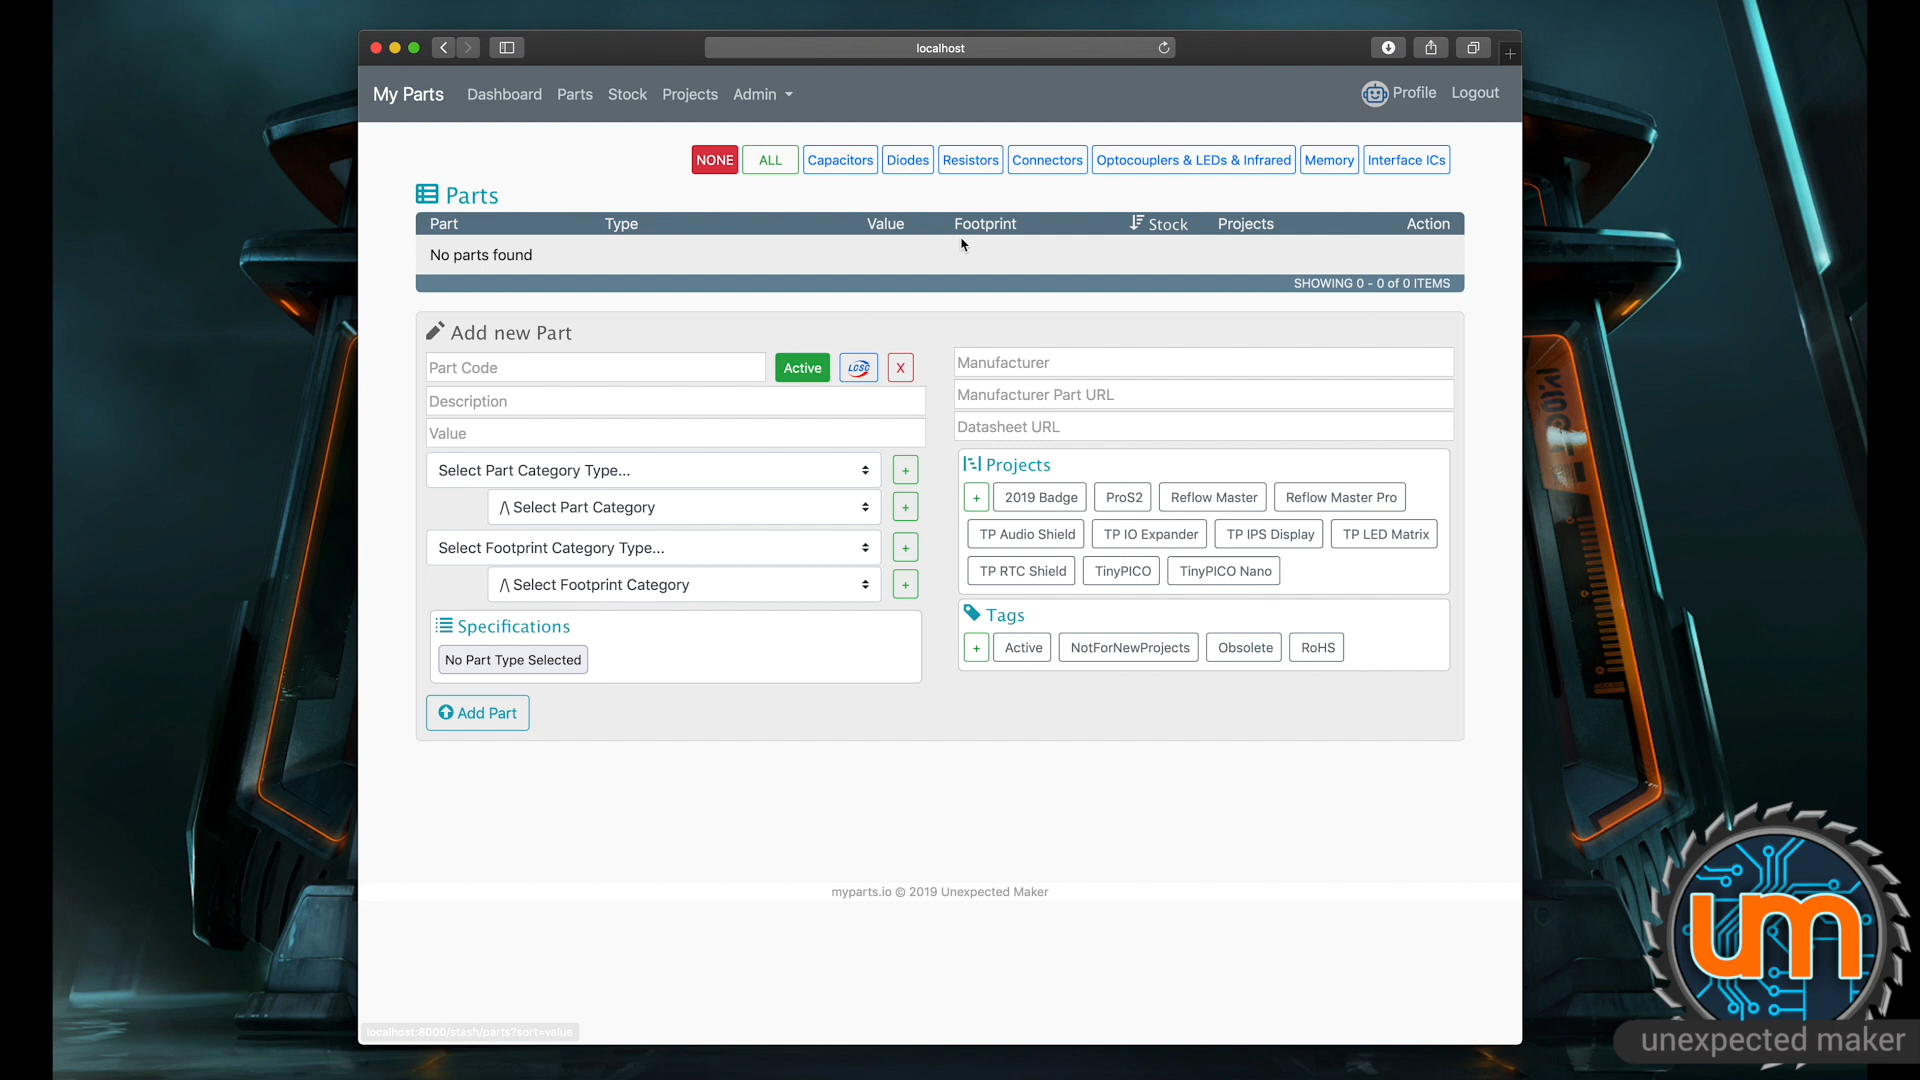 localhost
My Parts Dashboard Parts Stock Projects Admin Profile Logout
NONE ALL Capacitors Diodes Resistors Connectors Optocouplers & LEDs & Infrared Memory Interface ICs
Parts
Part Type Value Footprint Stock Projects Action
No parts found
SHOWING 0 - 0 of 0 ITEMS
Add new Part
Part Code Active LCSC X
Description
Value
Select Part Category Type... +
/\ Select Part Category +
Select Footprint Category Type... +
/\ Select Footprint Category +
Specifications
No Part Type Selected
Add Part
Manufacturer
Manufacturer Part URL
Datasheet URL
Projects
+ 2019 Badge ProS2 Reflow Master Reflow Master Pro
TP Audio Shield TP IO Expander TP IPS Display TP LED Matrix
TP RTC Shield TinyPICO TinyPICO Nano
Tags
+ Active NotForNewProjects Obsolete RoHS
myparts.io © 2019 Unexpected Maker
localhost:8000/stash/parts?sort=value
um
unexpected maker